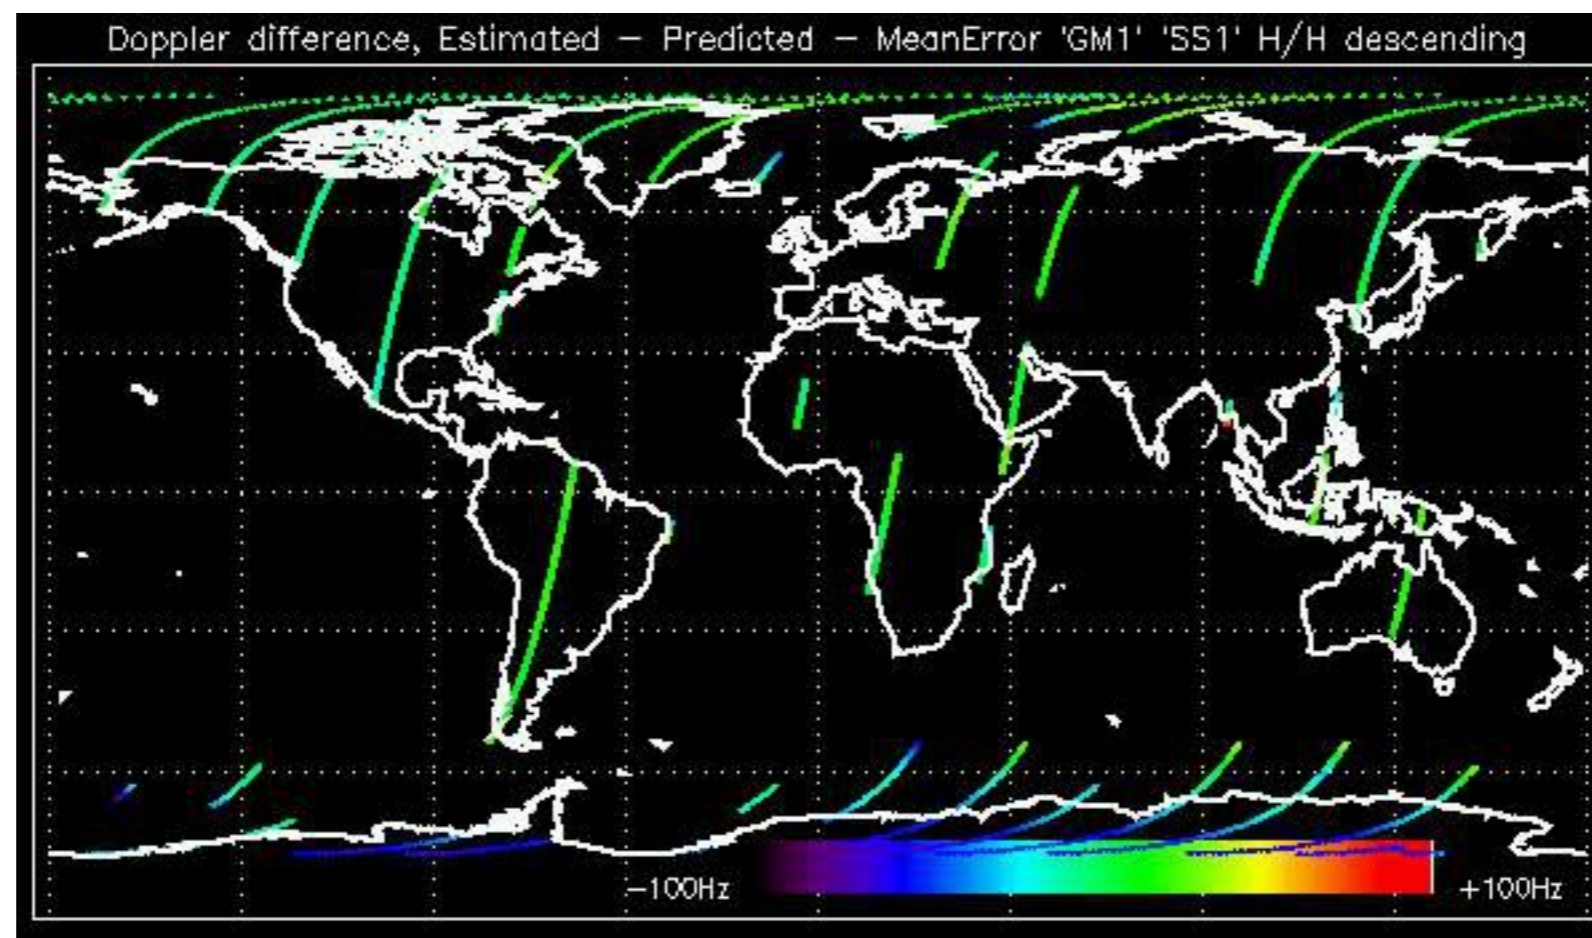 Doppler difference, Estimated − Predicted − MeanError 'GM1' 'SS1' H/H descending
−100Hz
+100Hz